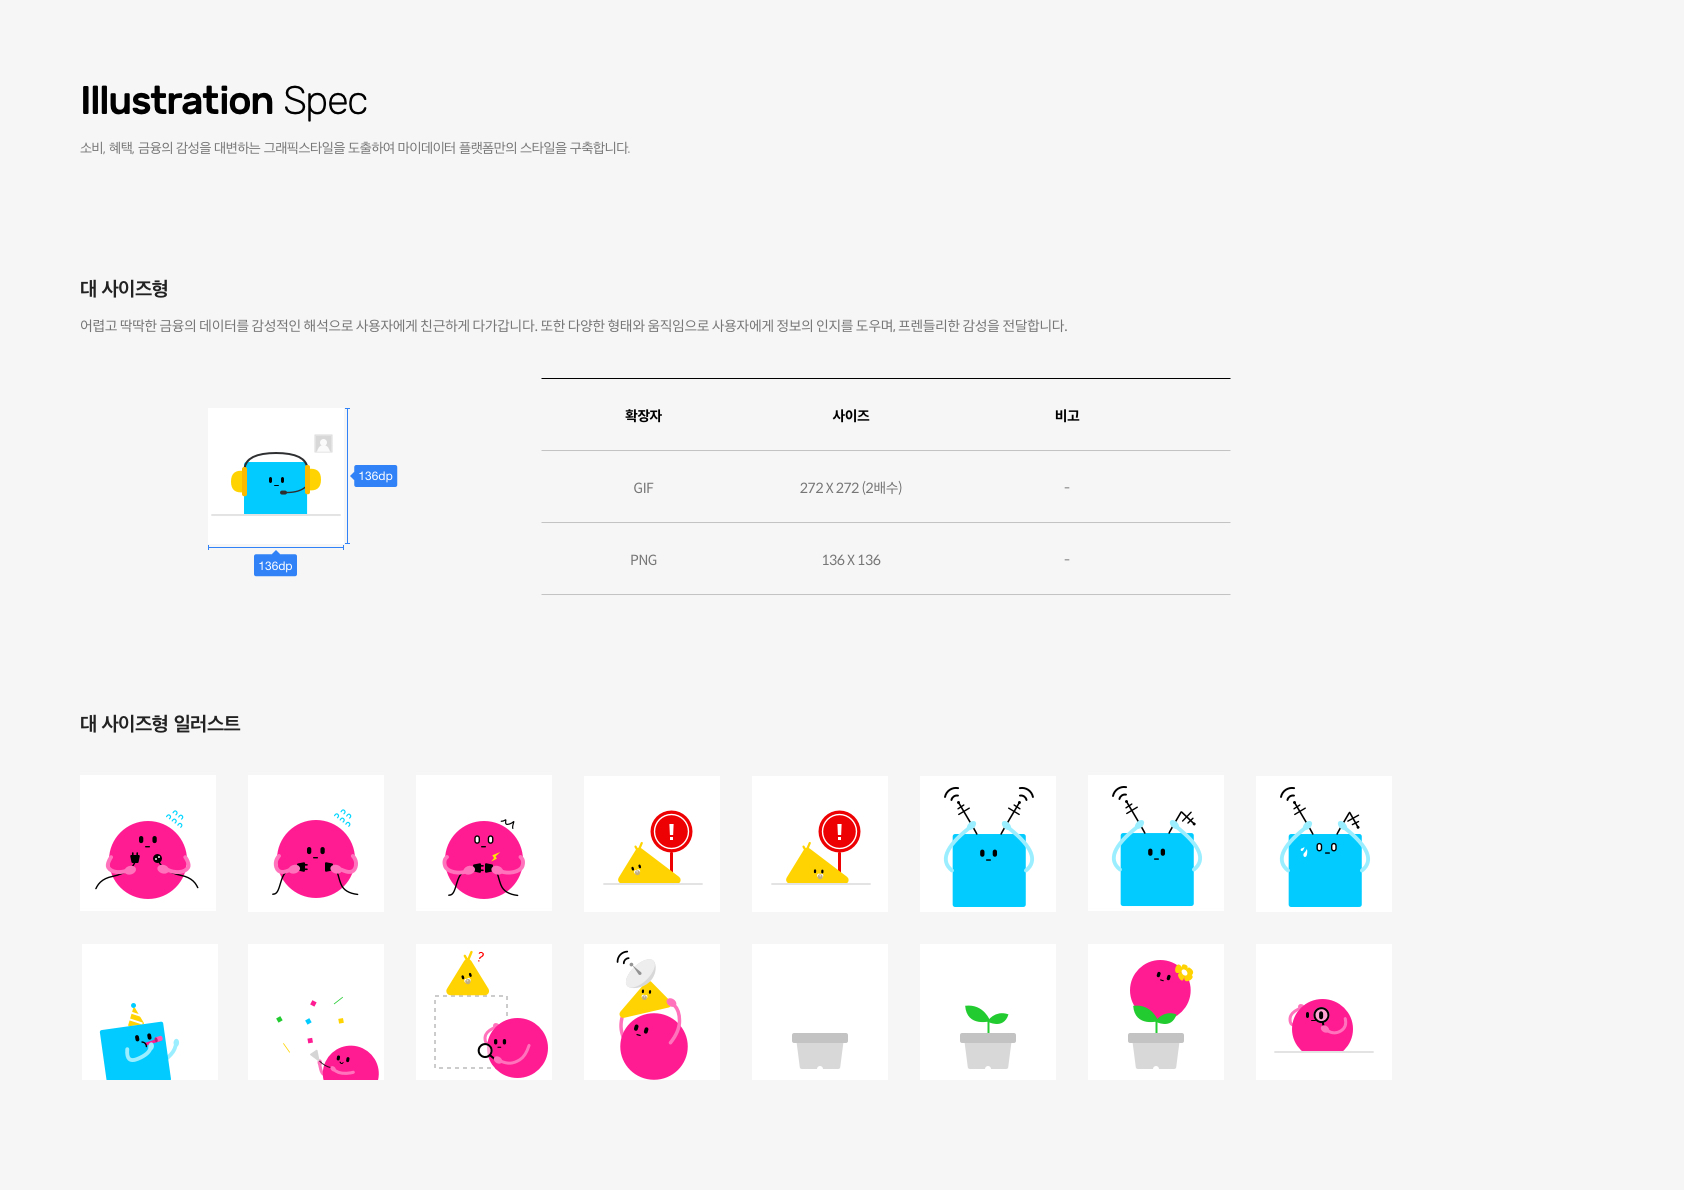 Illustration Spec
소비, 혜택, 금융의 감성을 대변하는 그래픽스타일을 도출하여 마이데이터 플랫폼만의 스타일을 구축합니다.
대 사이즈형
어렵고 딱딱한 금융의 데이터를 감성적인 해석으로 사용자에게 친근하게 다가갑니다. 또한 다양한 형태와 움직임으로 사용자에게 정보의 인지를 도우며, 프렌들리한 감성을 전달합니다.
136dp
136dp
확장자 사이즈 비고
GIF 272 X 272 (2배수) -
PNG 136 X 136 -
대 사이즈형 일러스트
! !
?